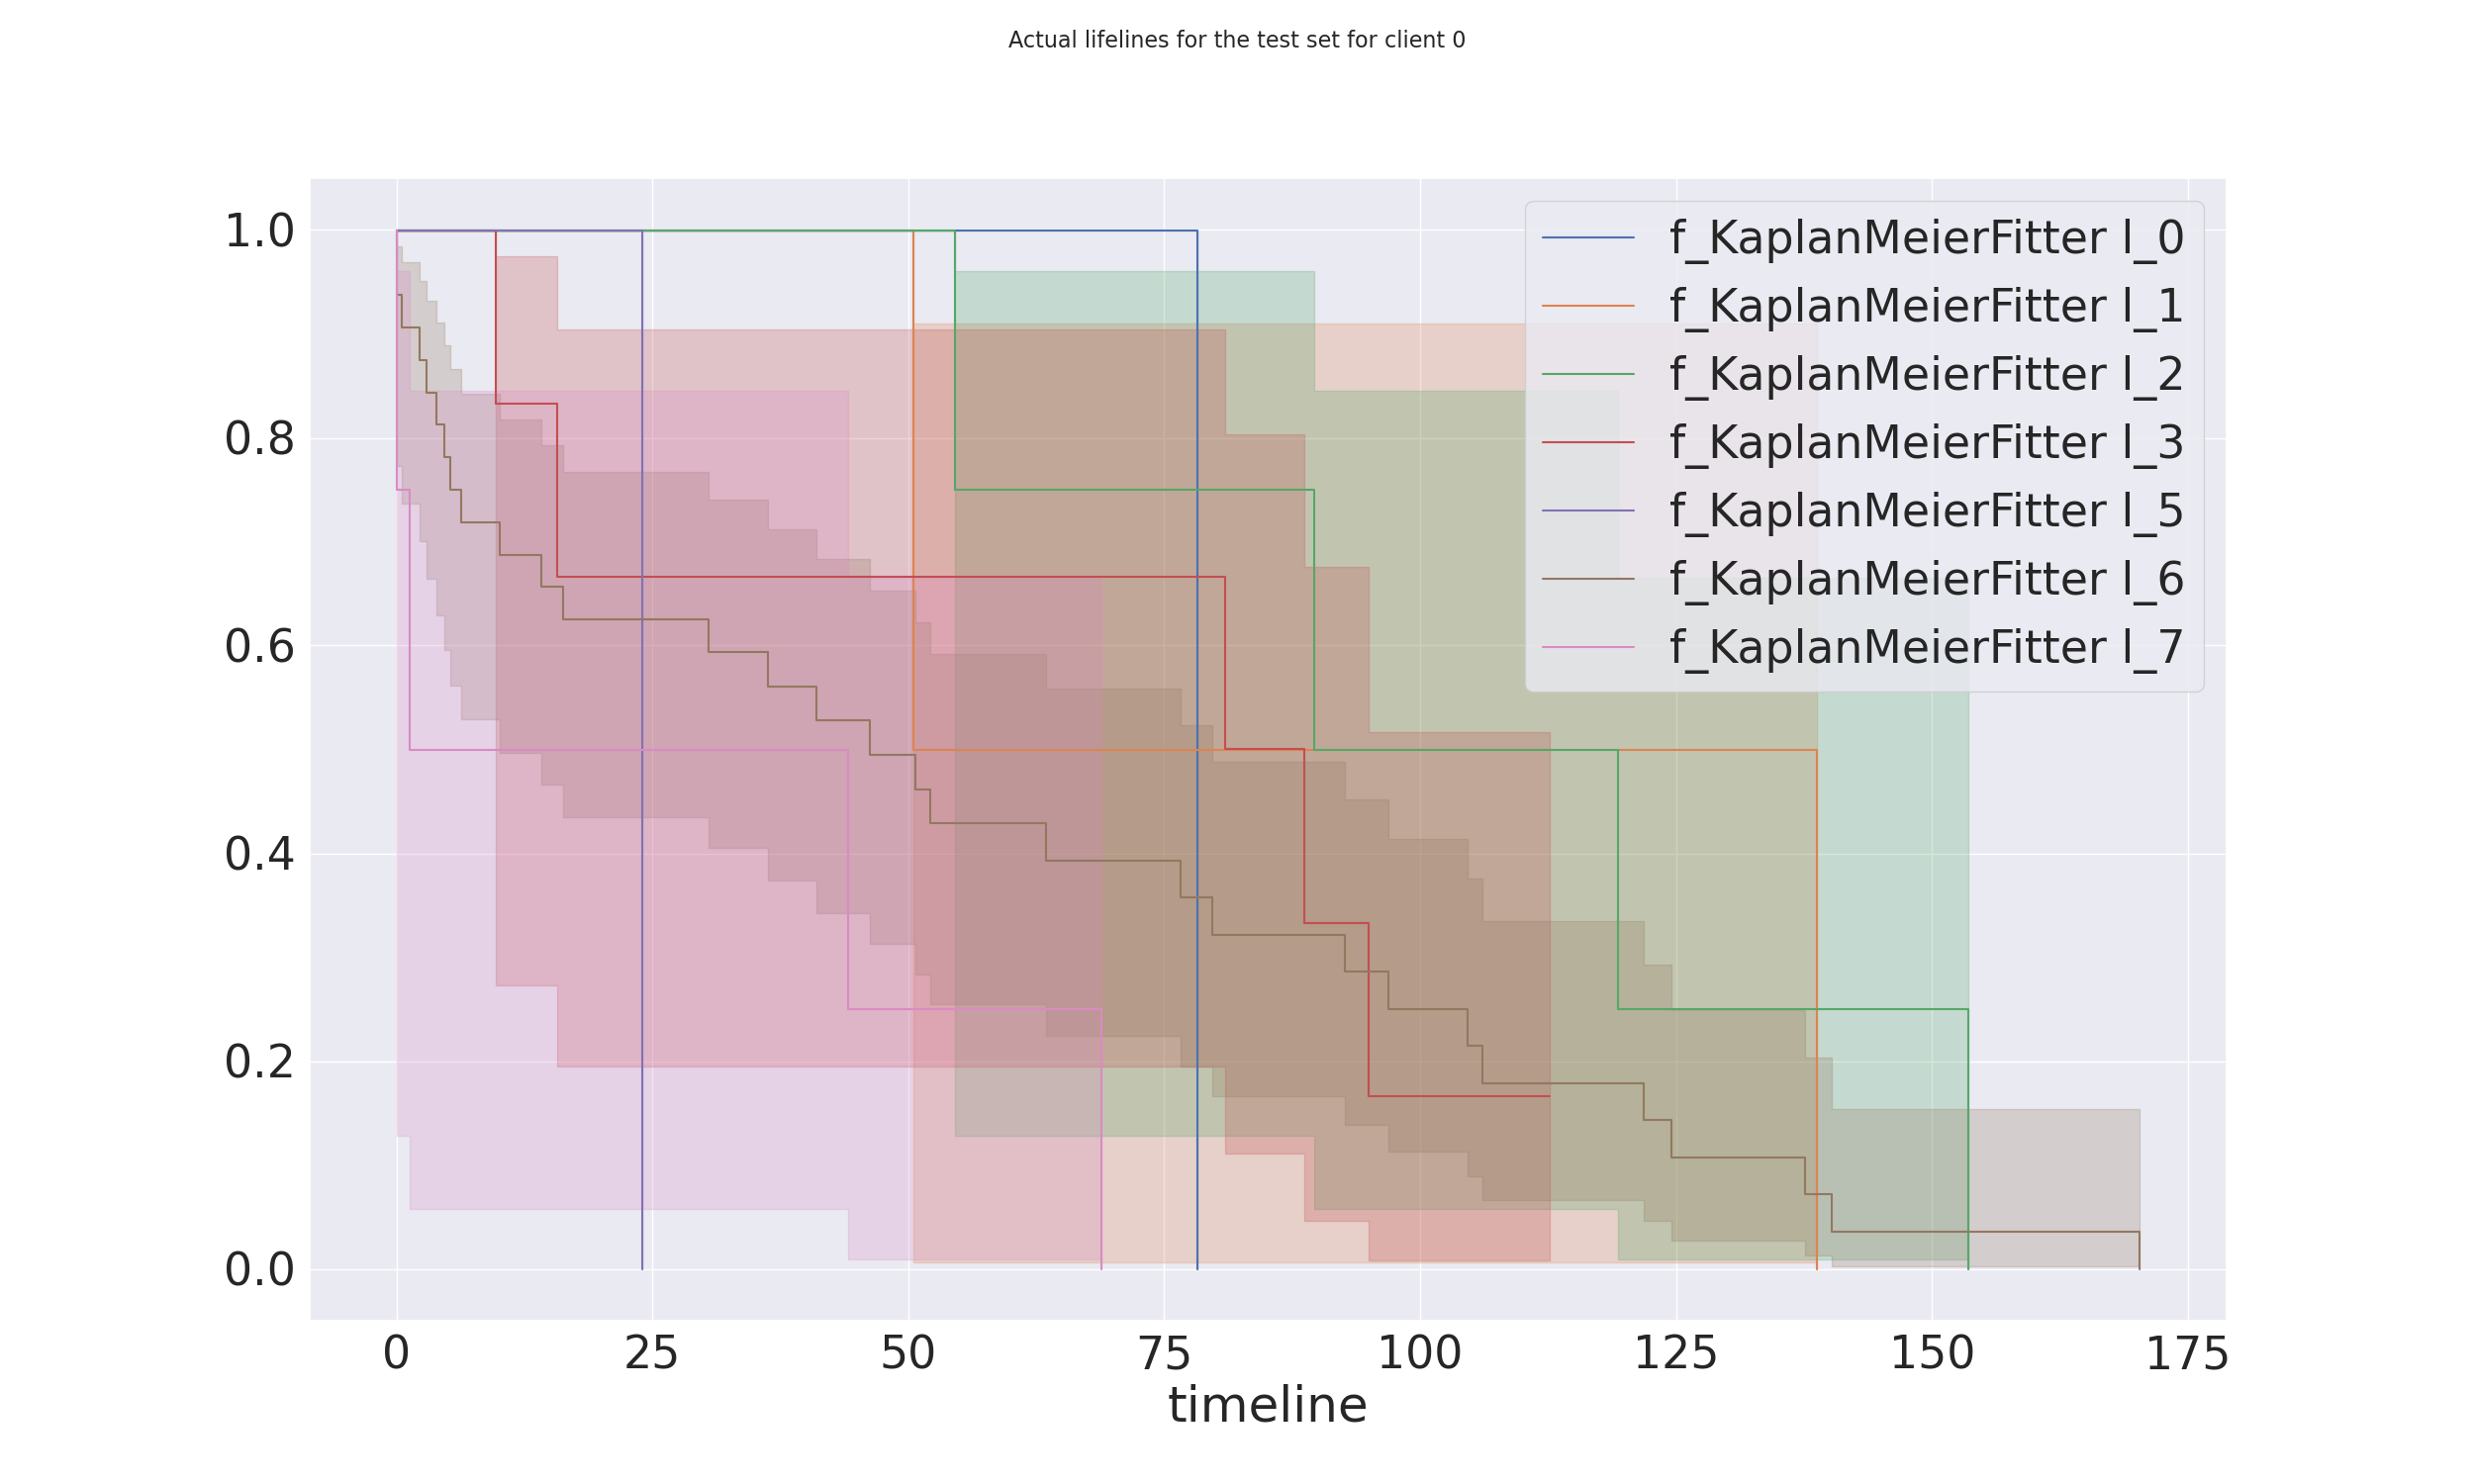 Actual lifelines for the test set for client 0
1.0
0.8
0.6
0.4
0.2
0.0
f_KaplanMeierFitter l_0
f_KaplanMeierFitter l_1
f_KaplanMeierFitter l_2
f_KaplanMeierFitter l_3
f_KaplanMeierFitter l_5
f_KaplanMeierFitter l_6
f_KaplanMeierFitter l_7
0 25 50 75 100 125 150 175
timeline